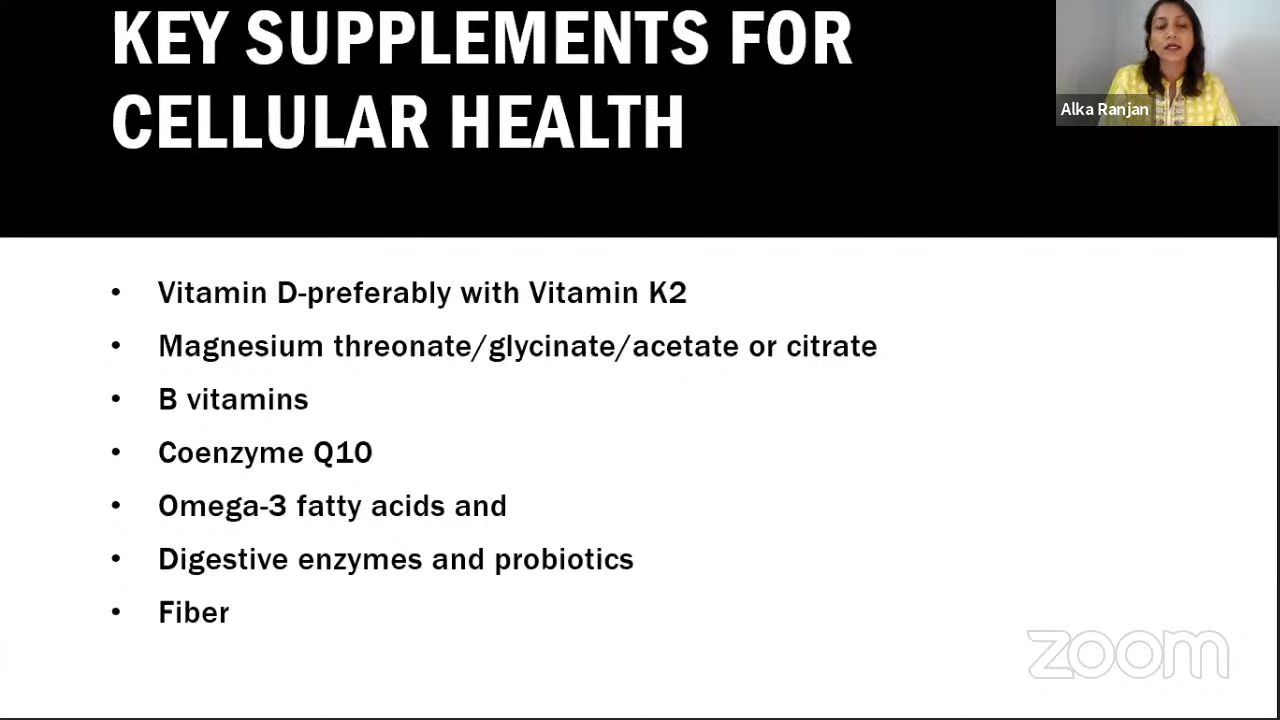 KEY SUPPLEMENTS FOR
CELLULAR HEALTH
Alka Ranjan
• Vitamin D-preferably with Vitamin K2
• Magnesium threonate/glycinate/acetate or citrate
• B vitamins
• Coenzyme Q10
• Omega-3 fatty acids and
• Digestive enzymes and probiotics
• Fiber
zoom